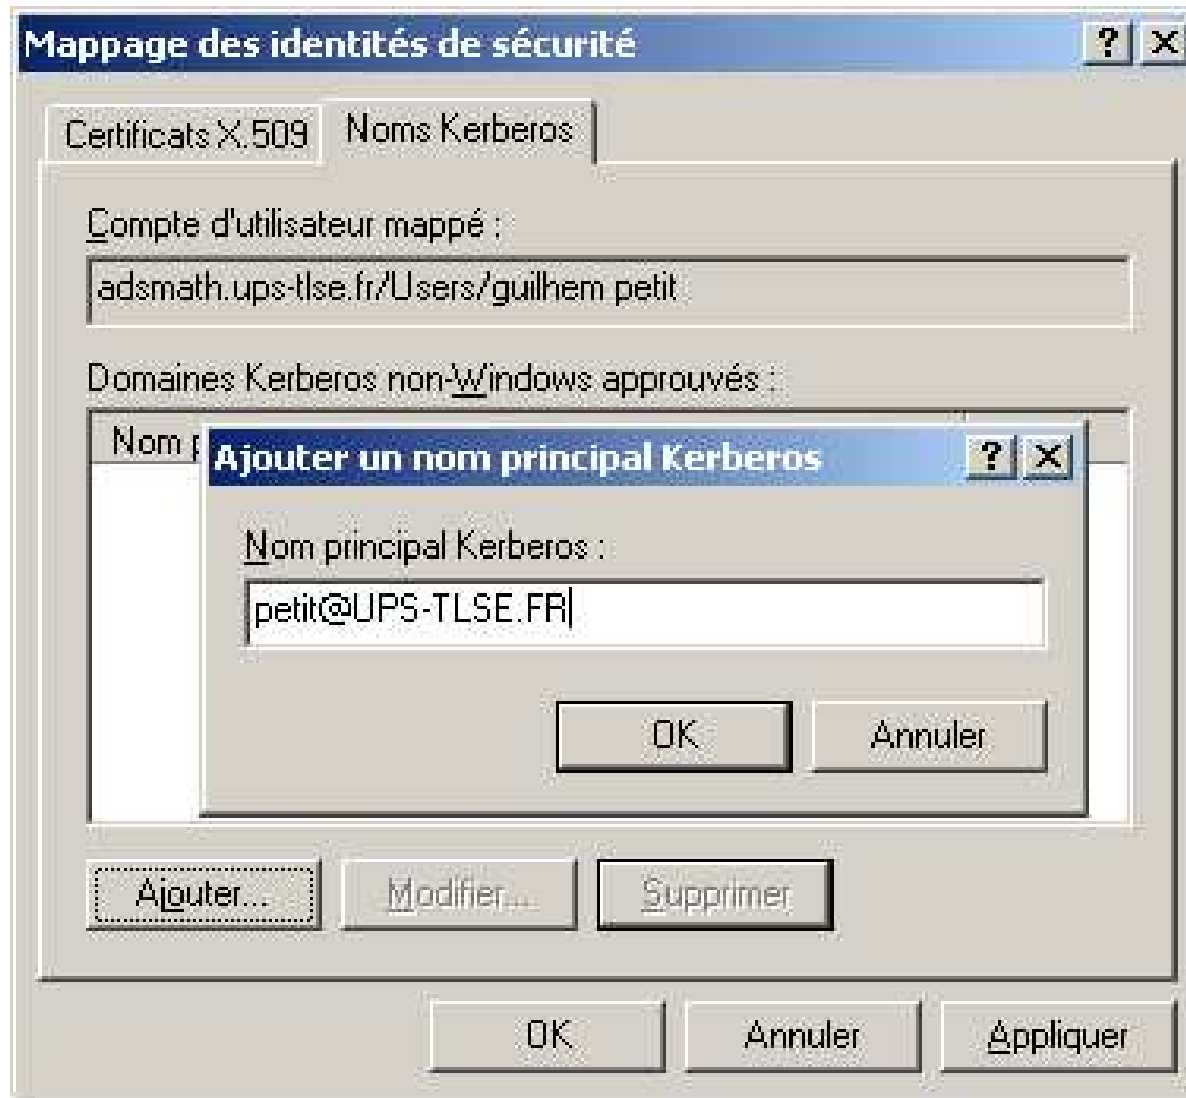 Mappage des identités de sécurité
Certificats X.509 Noms Kerberos
Compte d'utilisateur mappé :
adsmath.ups-tlse.fr/Users/guilhem petit
Domaines Kerberos non-Windows approuvés :
Nom
Ajouter un nom principal Kerberos
Nom principal Kerberos :
petit@UPS-TLSE.FR
OK Annuler
Ajouter... Modifier... Supprimer
OK Annuler Appliquer